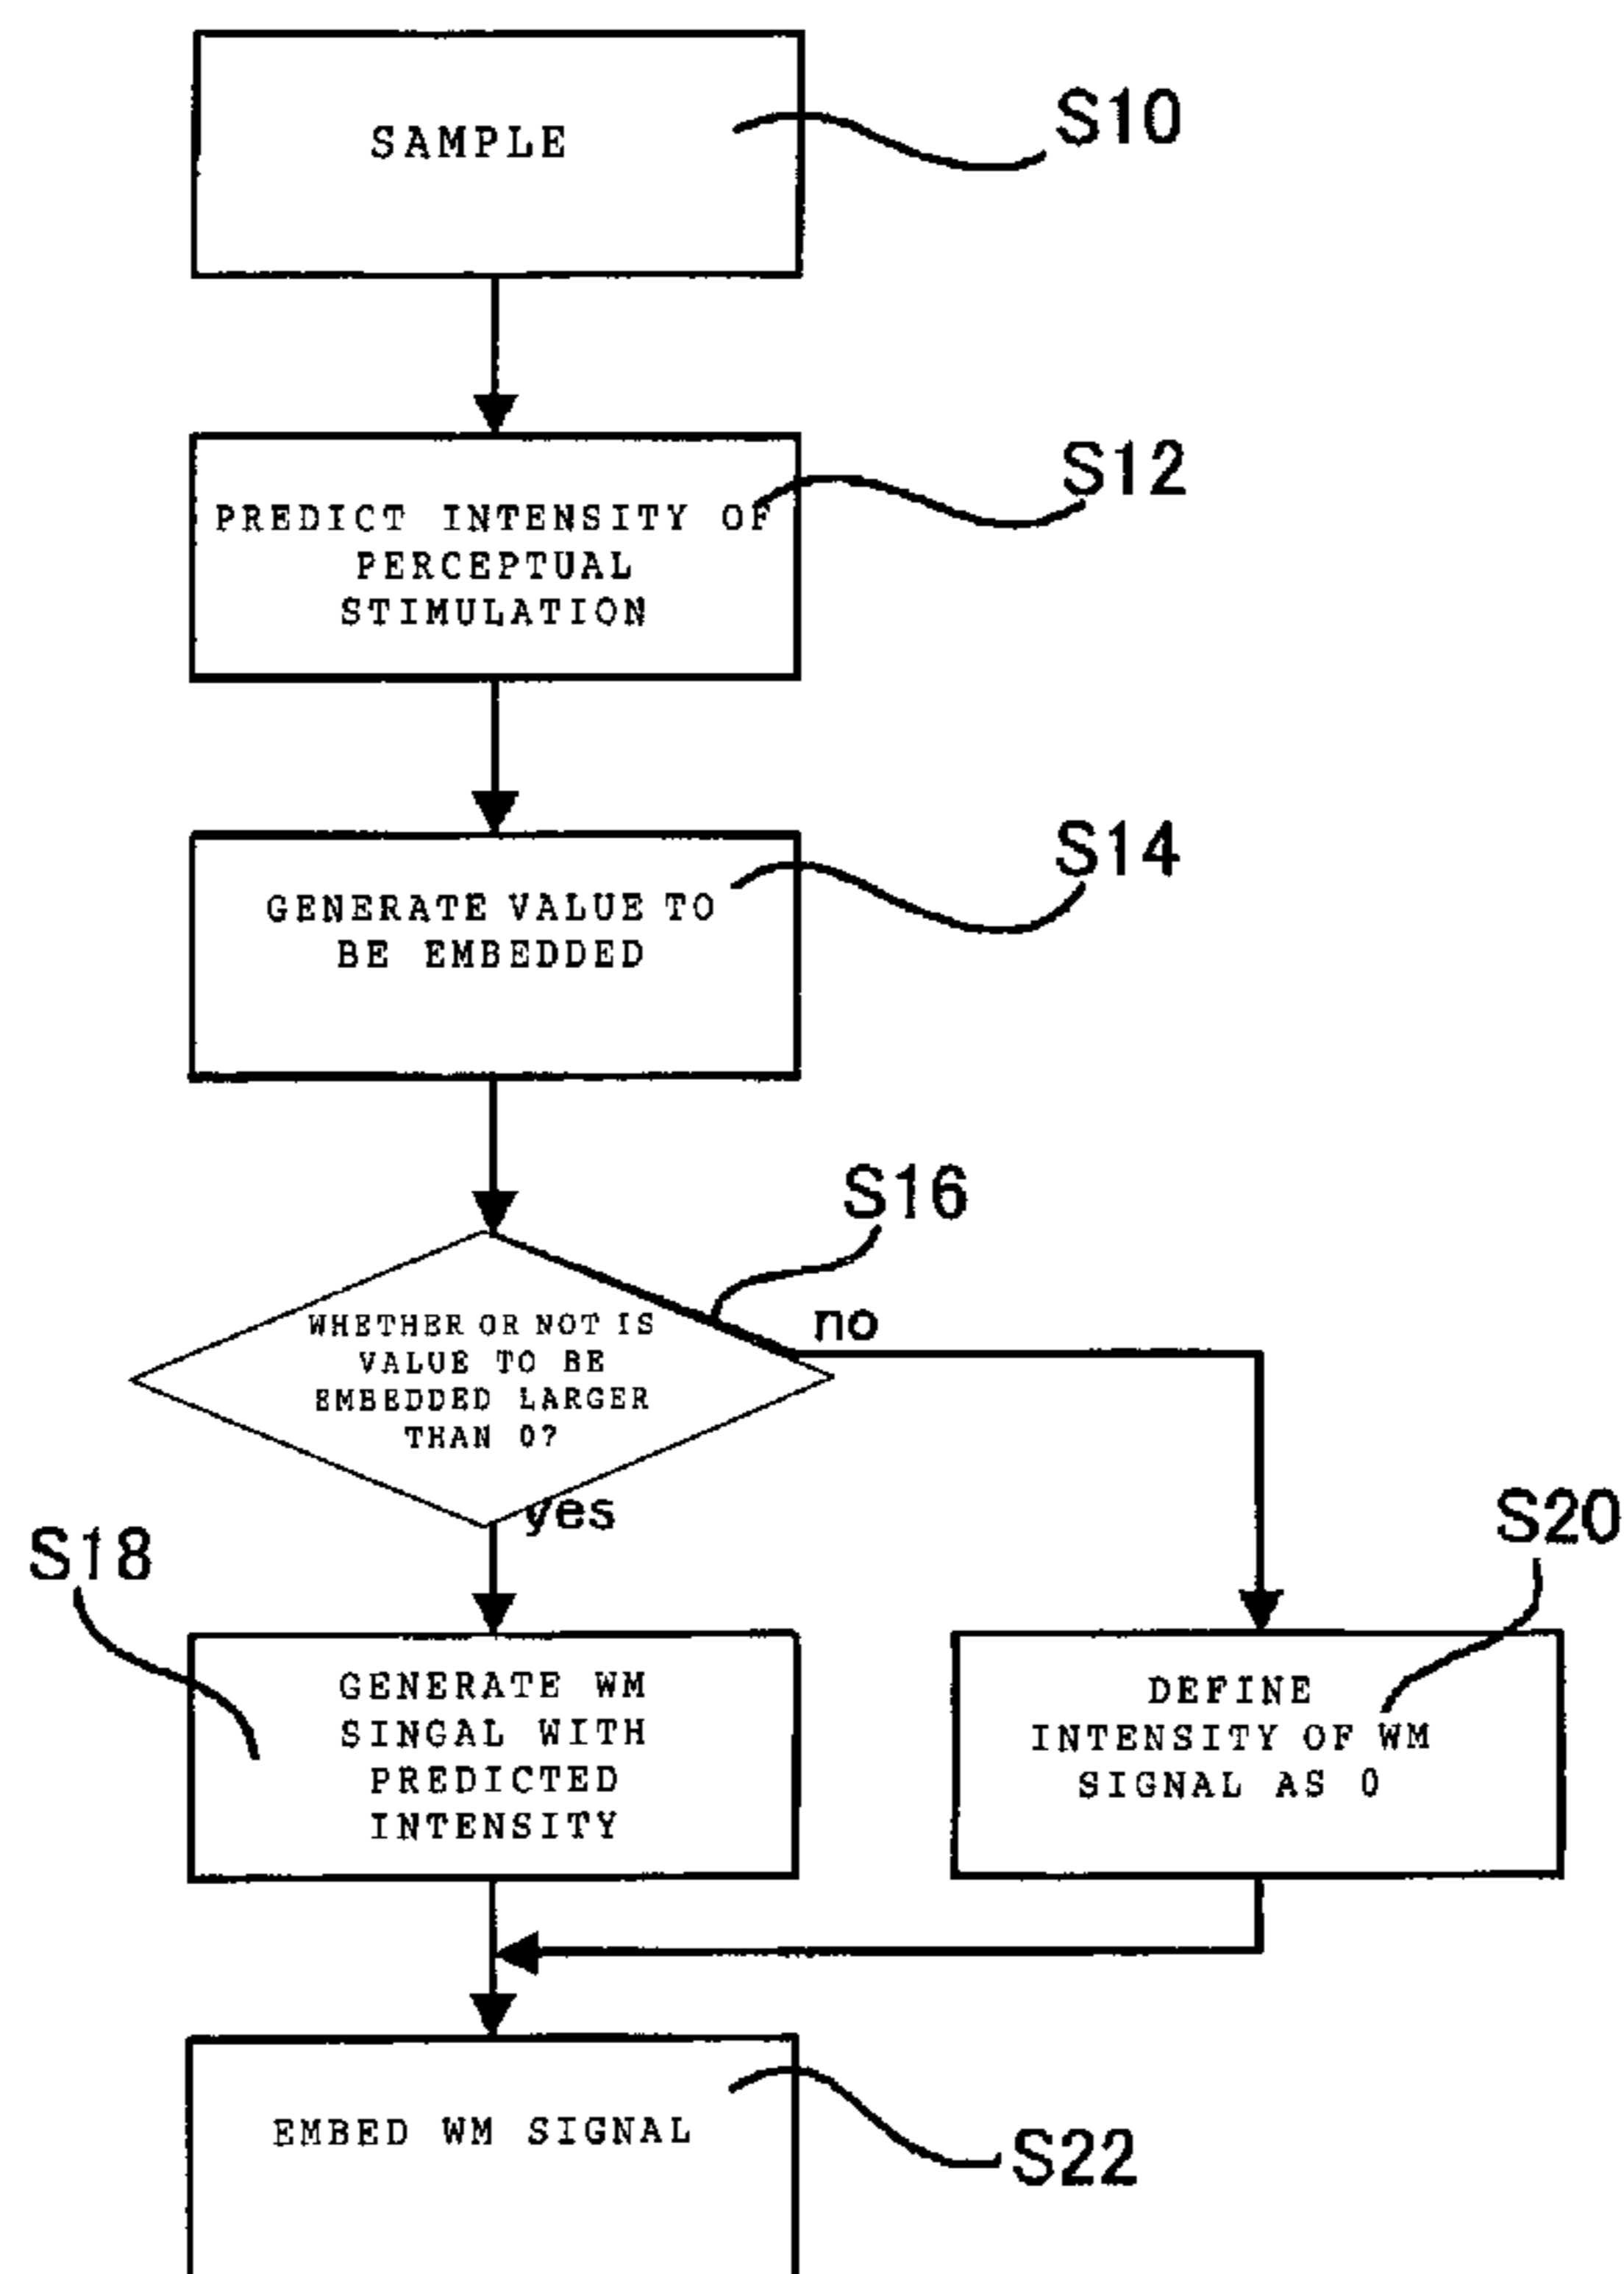 SAMPLE
S10
PREDICT INTENSITY OF
PERCEPTUAL
STIMULATION
S12
GENERATE VALUE TO
BE EMBEDDED
S14
WHETHER OR NOT IS
VALUE TO BE
EMBEDDED LARGER
THAN 0?
S16
no
yes
S18
GENERATE WM
SINGAL WITH
PREDICTED
INTENSITY
S20
DEFINE
INTENSITY OF WM
SIGNAL AS 0
EMBED WM SIGNAL
S22